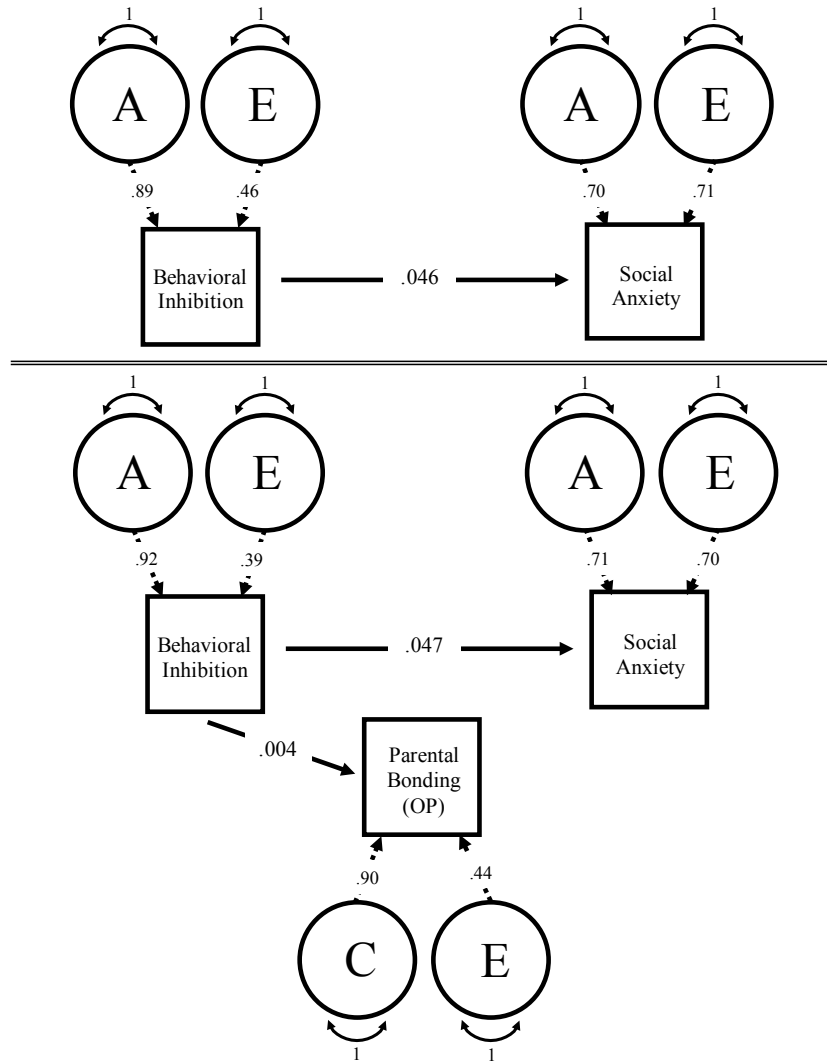 1 1 1 1
A E A E
.89 .46 .70 .71
Behavioral
Inhibition
.046
Social
Anxiety
1 1 1 1
A E A E
.92 .39 .71 .70
Behavioral
Inhibition
.047
Social
Anxiety
.004
Parental
Bonding
(OP)
.90 .44
C E
1 1